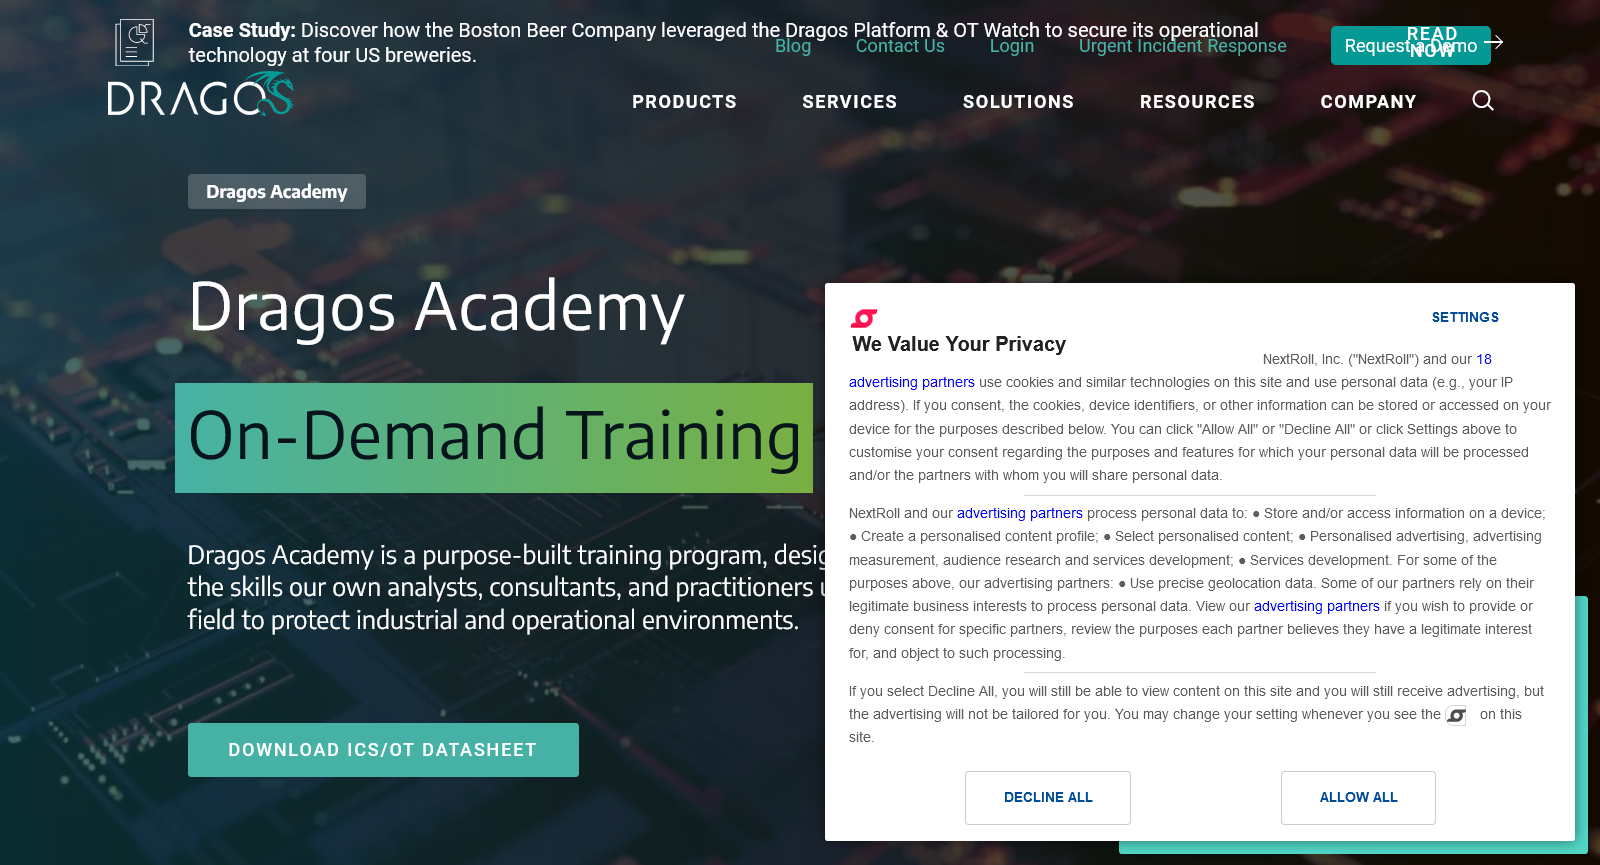 Case Study: Discover how the Boston Beer Company leveraged the Dragos Platform & OT Watch to secure its operational
technology at four US breweries.
Blog
Contact Us
Login
Urgent Incident Response
Request a Demo
READ
NOW
DRAGOS
PRODUCTS
SERVICES
SOLUTIONS
RESOURCES
COMPANY
Dragos Academy
Dragos Academy
On-Demand Training
Dragos Academy is a purpose-built training program,
the skills our own analysts, consultants, and practitioners
field to protect industrial and operational environments.
DOWNLOAD ICS/OT DATASHEET
SETTINGS
We Value Your Privacy
NextRoll, Inc. ("NextRoll") and our 18
advertising partners use cookies and similar technologies on this site and use personal data (e.g., your IP
address). If you consent, the cookies, device identifiers, or other information can be stored or accessed on your
device for the purposes described below. You can click "Allow All" or "Decline All" or click Settings above to
customise your consent regarding the purposes and features for which your personal data will be processed
and/or the partners with whom you will share personal data.
NextRoll and our advertising partners process personal data to: ● Store and/or access information on a device;
● Create a personalised content profile; ● Select personalised content; ● Personalised advertising, advertising
measurement, audience research and services development; ● Services development. For some of the
purposes above, our advertising partners: ● Use precise geolocation data. Some of our partners rely on their
legitimate business interests to process personal data. View our advertising partners if you wish to provide or
deny consent for specific partners, review the purposes each partner believes they have a legitimate interest
for, and object to such processing.
If you select Decline All, you will still be able to view content on this site and you will still receive advertising, but
the advertising will not be tailored for you. You may change your setting whenever you see the on this
site.
DECLINE ALL
ALLOW ALL